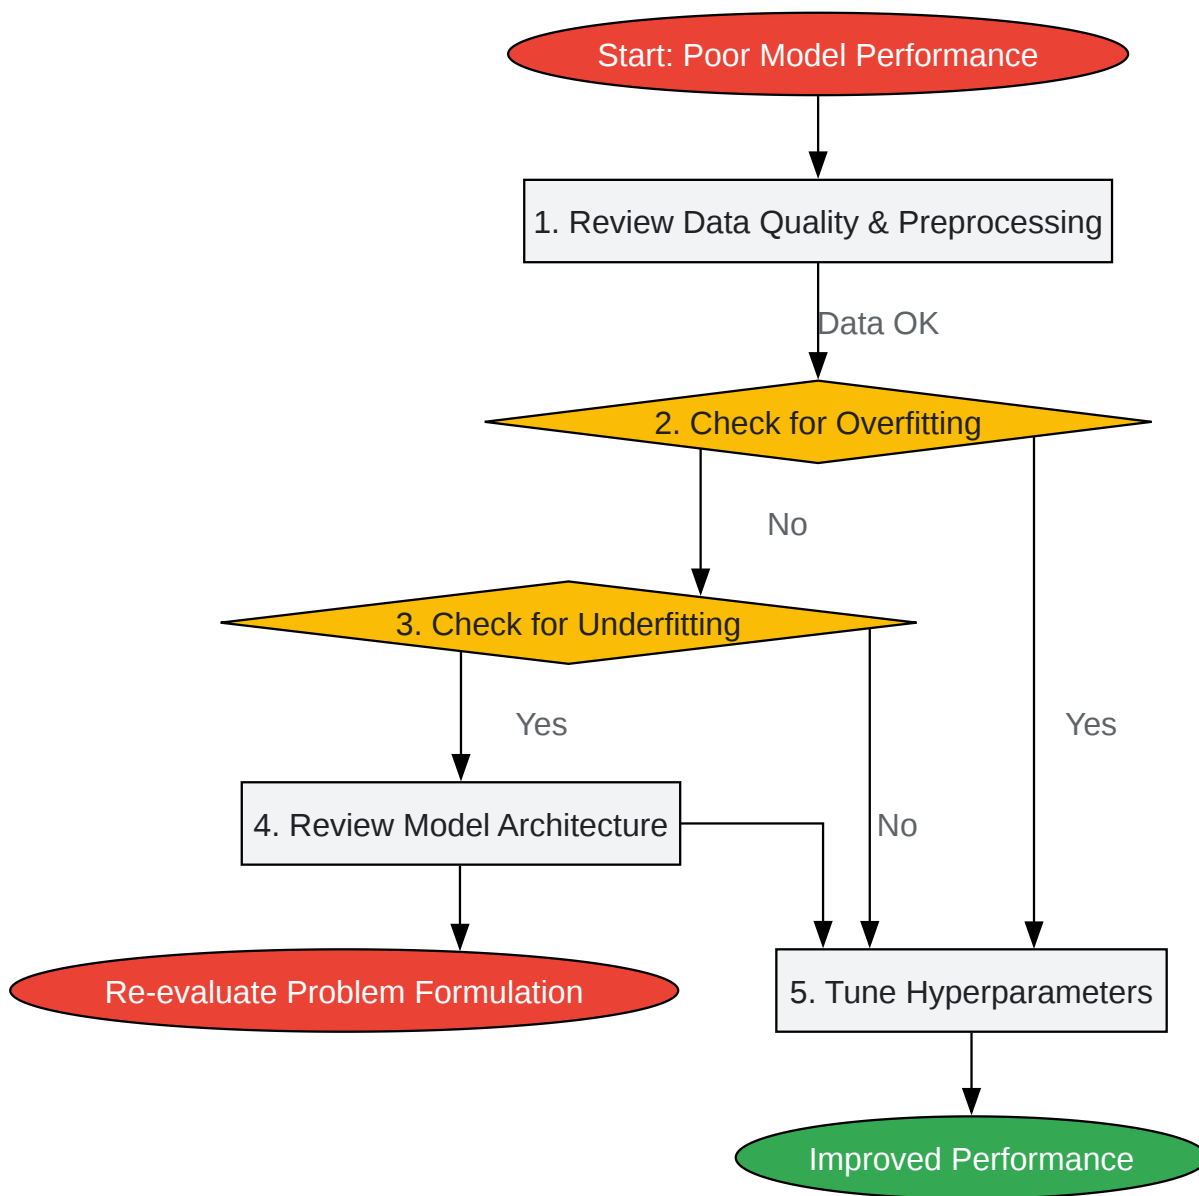 Start: Poor Model Performance
1. Review Data Quality & Preprocessing
Data OK
2. Check for Overfitting
No
3. Check for Underfitting
Yes
Yes
4. Review Model Architecture
No
Re-evaluate Problem Formulation
5. Tune Hyperparameters
Improved Performance